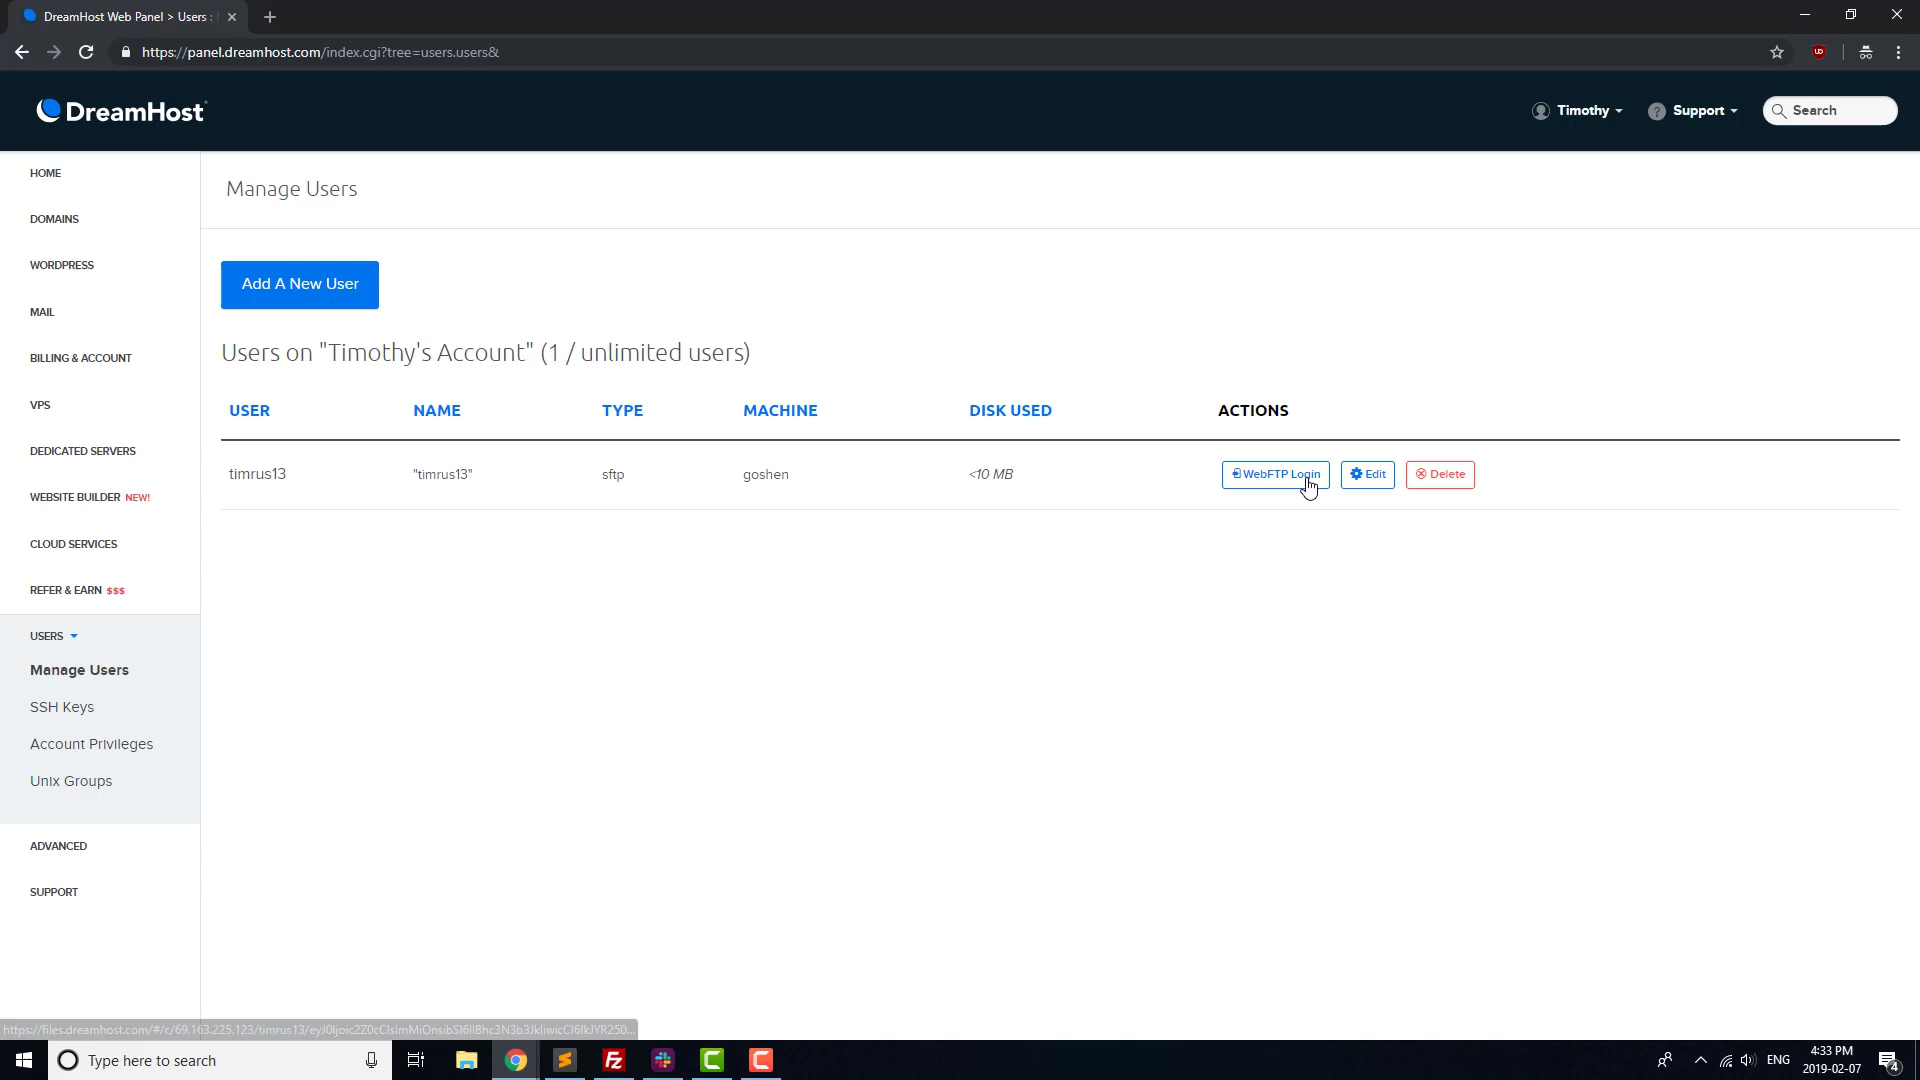 DreamHost Web Panel > Users :
https://panel.dreamhost.com/index.cgi?tree=users.users&
DreamHost
Timothy
Support
Search
HOME
DOMAINS
WORDPRESS
MAIL
BILLING & ACCOUNT
VPS
DEDICATED SERVERS
WEBSITE BUILDER NEW!
CLOUD SERVICES
REFER & EARN $$$
USERS
Manage Users
SSH Keys
Account Privileges
Unix Groups
ADVANCED
SUPPORT
Manage Users
Add A New User
Users on "Timothy's Account" (1 / unlimited users)
USER NAME TYPE MACHINE DISK USED ACTIONS
timrus13 "timrus13" sftp goshen <10 MB WebFTP Login Edit Delete
Type here to search
ENG
4:33 PM
2019-02-07
4